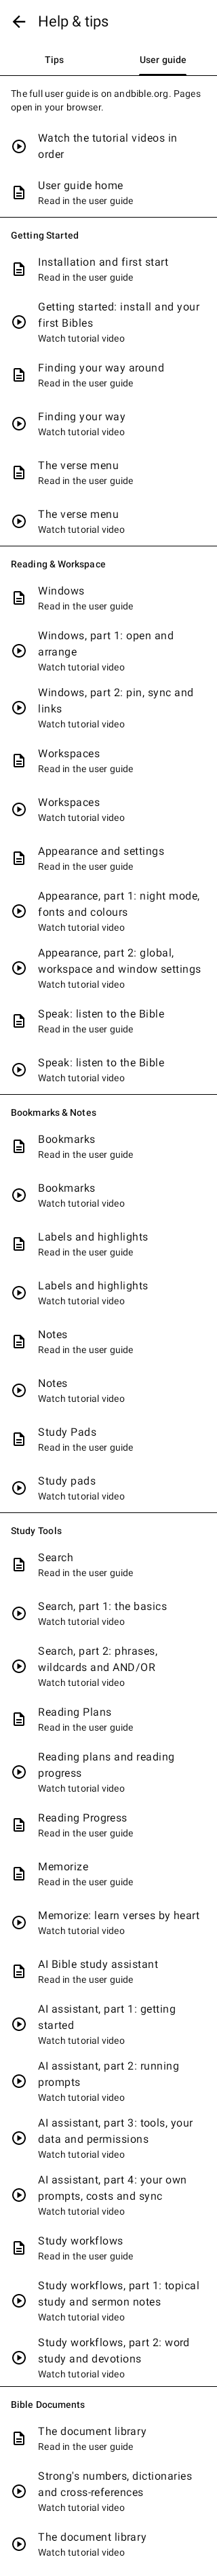 Help & tips
Tips
User guide
The full user guide is on andbible.org. Pages
open in your browser.
Watch the tutorial videos in
order
User guide home
Read in the user guide
Getting Started
Installation and first start
Read in the user guide
Getting started: install and your
first Bibles
Watch tutorial video
Finding your way around
Read in the user guide
Finding your way
Watch tutorial video
The verse menu
Read in the user guide
The verse menu
Watch tutorial video
Reading & Workspace
Windows
Read in the user guide
Windows, part 1: open and
arrange
Watch tutorial video
Windows, part 2: pin, sync and
links
Watch tutorial video
Workspaces
Read in the user guide
Workspaces
Watch tutorial video
Appearance and settings
Read in the user guide
Appearance, part 1: night mode,
fonts and colours
Watch tutorial video
Appearance, part 2: global,
workspace and window settings
Watch tutorial video
Speak: listen to the Bible
Read in the user guide
Speak: listen to the Bible
Watch tutorial video
Bookmarks & Notes
Bookmarks
Read in the user guide
Bookmarks
Watch tutorial video
Labels and highlights
Read in the user guide
Labels and highlights
Watch tutorial video
Notes
Read in the user guide
Notes
Watch tutorial video
Study Pads
Read in the user guide
Study pads
Watch tutorial video
Study Tools
Search
Read in the user guide
Search, part 1: the basics
Watch tutorial video
Search, part 2: phrases,
wildcards and AND/OR
Watch tutorial video
Reading Plans
Read in the user guide
Reading plans and reading
progress
Watch tutorial video
Reading Progress
Read in the user guide
Memorize
Read in the user guide
Memorize: learn verses by heart
Watch tutorial video
AI Bible study assistant
Read in the user guide
AI assistant, part 1: getting
started
Watch tutorial video
AI assistant, part 2: running
prompts
Watch tutorial video
AI assistant, part 3: tools, your
data and permissions
Watch tutorial video
AI assistant, part 4: your own
prompts, costs and sync
Watch tutorial video
Study workflows
Read in the user guide
Study workflows, part 1: topical
study and sermon notes
Watch tutorial video
Study workflows, part 2: word
study and devotions
Watch tutorial video
Bible Documents
The document library
Read in the user guide
Strong's numbers, dictionaries
and cross-references
Watch tutorial video
The document library
Watch tutorial video